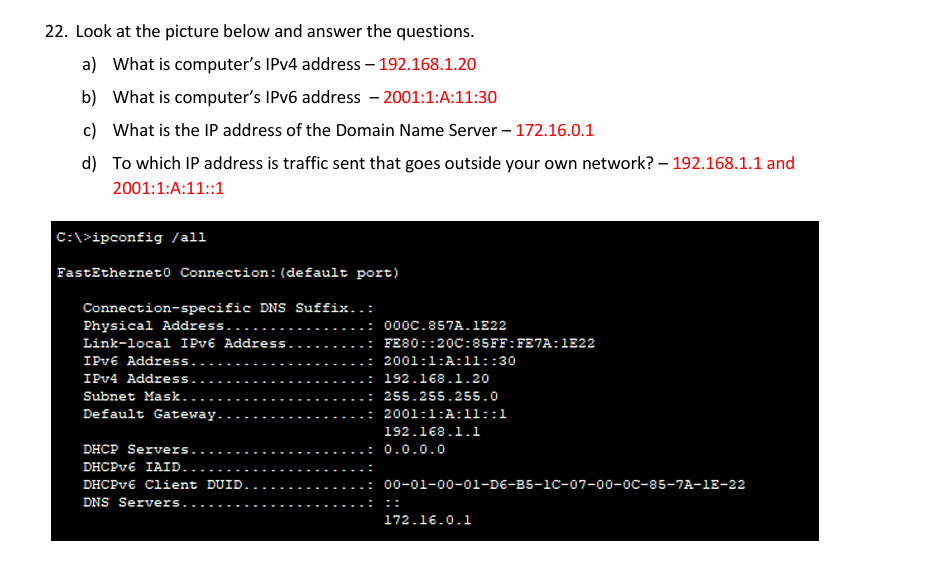 22. Look at the picture below and answer the questions.
a) What is computer’s IPv4 address – 192.168.1.20
b) What is computer’s IPv6 address – 2001:1:A:11:30
c) What is the IP address of the Domain Name Server – 172.16.0.1
d) To which IP address is traffic sent that goes outside your own network? – 192.168.1.1 and
2001:1:A:11::1
C:\>ipconfig /all
FastEthernet0 Connection:(default port)
Connection-specific DNS Suffix..:
Physical Address................: 000C.857A.1E22
Link-local IPv6 Address.........: FE80::20C:85FF:FE7A:1E22
IPv6 Address....................: 2001:1:A:11::30
IPv4 Address....................: 192.168.1.20
Subnet Mask.....................: 255.255.255.0
Default Gateway.................: 2001:1:A:11::1
192.168.1.1
DHCP Servers....................: 0.0.0.0
DHCPv6 IAID.....................:
DHCPv6 Client DUID..............: 00-01-00-01-D6-B5-1C-07-00-0C-85-7A-1E-22
DNS Servers.....................: ::
172.16.0.1